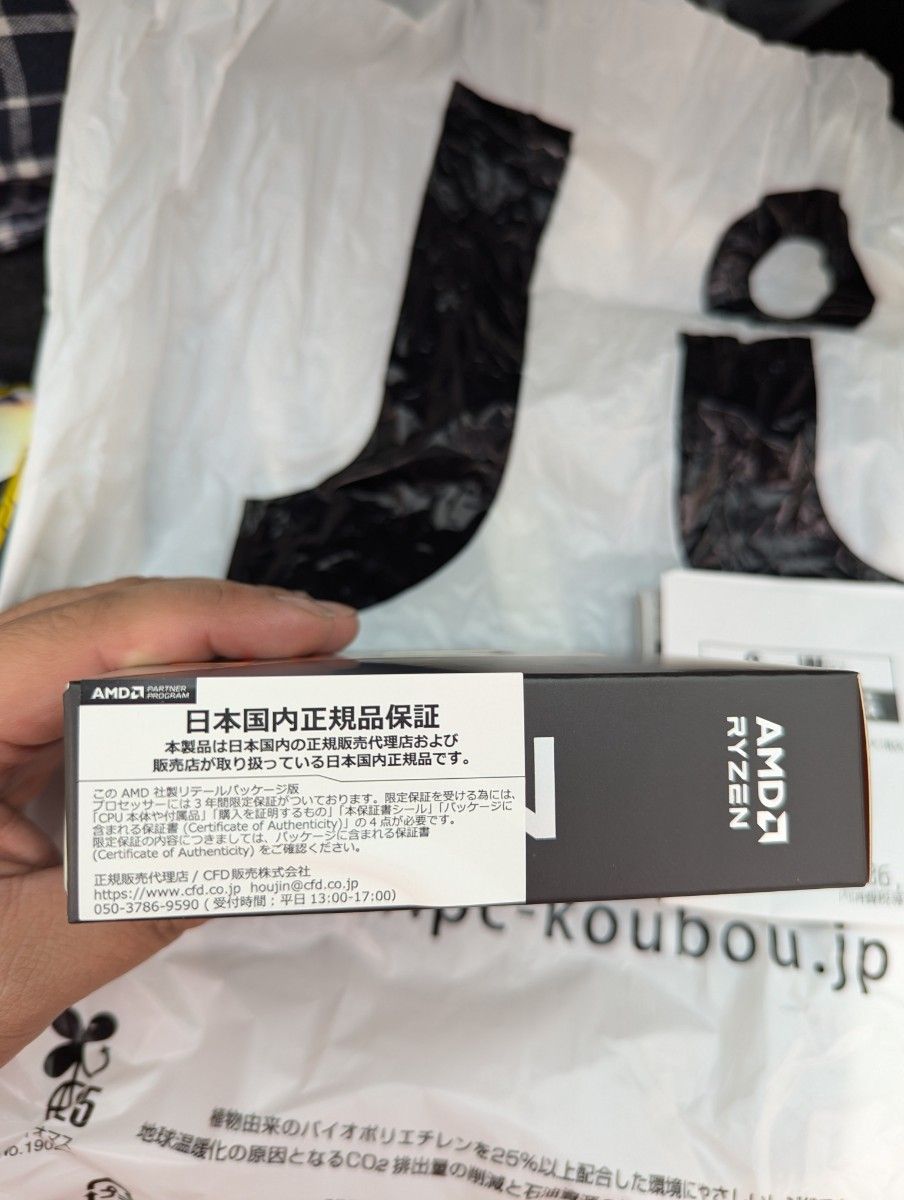 Ji
AMD PARTNER PROGRAM
日本国内正規品保証
本製品は日本国内の正規販売代理店および
販売店が取り扱っている日本国内正規品です。
この AMD 社製リテールパッケージ版
プロセッサーには3年間限定保証がついております。限定保証を受ける為には、
「CPU 本体や付属品」「購入を証明するもの」「本保証書シール」「パッケージに
含まれる保証書 (Certificate of Authenticity)」の4点が必要です。
限定保証の内容につきましては、パッケージに含まれる保証書
(Certificate of Authenticity) をご確認ください。
正規販売代理店 / CFD販売株式会社
https://www.cfd.co.jp houjin@cfd.co.jp
050-3786-9590 ( 受付時間:平日 13:00-17:00)
7
AMD
RYZEN
pc-koubou.jp
植物由来のバイオポリエチレンを25%以上配合した環境にやさしい
地球温暖化の原因となるCO2排出量の削減と石油